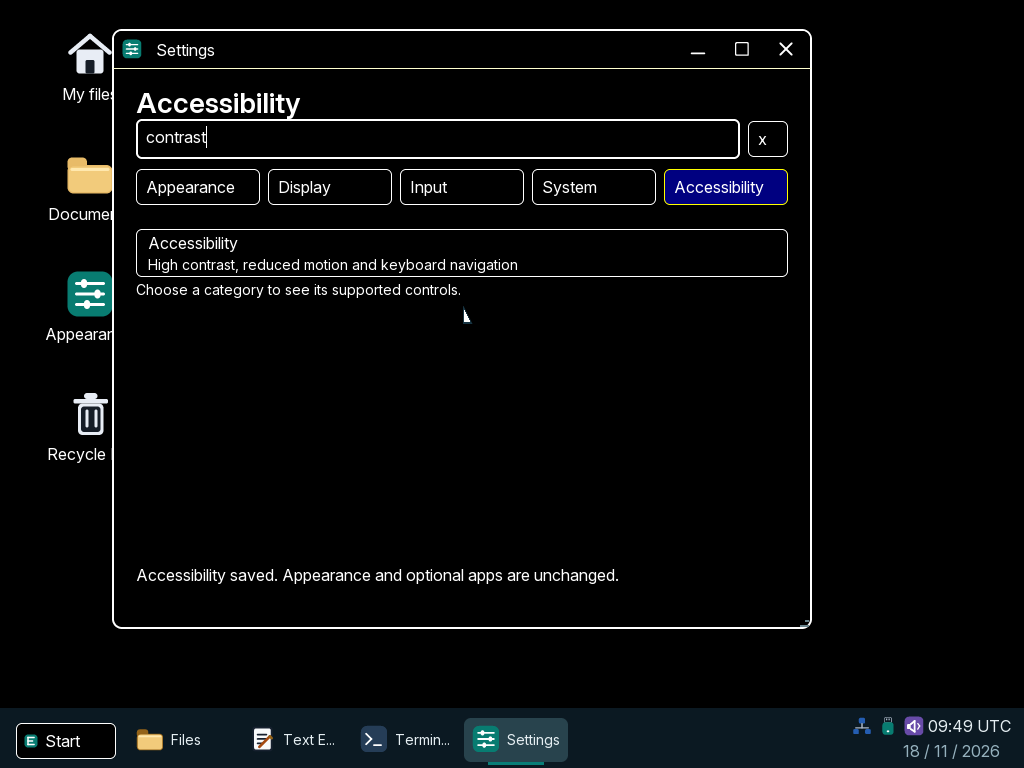 Settings
My files
Accessibility
contrast
x
Appearance
Display
Input
System
Accessibility
Accessibility
High contrast, reduced motion and keyboard navigation
Choose a category to see its supported controls.
Accessibility saved. Appearance and optional apps are unchanged.
Recycle
E Start
Files
Text E...
Termin...
Settings
09:49 UTC
18 / 11 / 2026